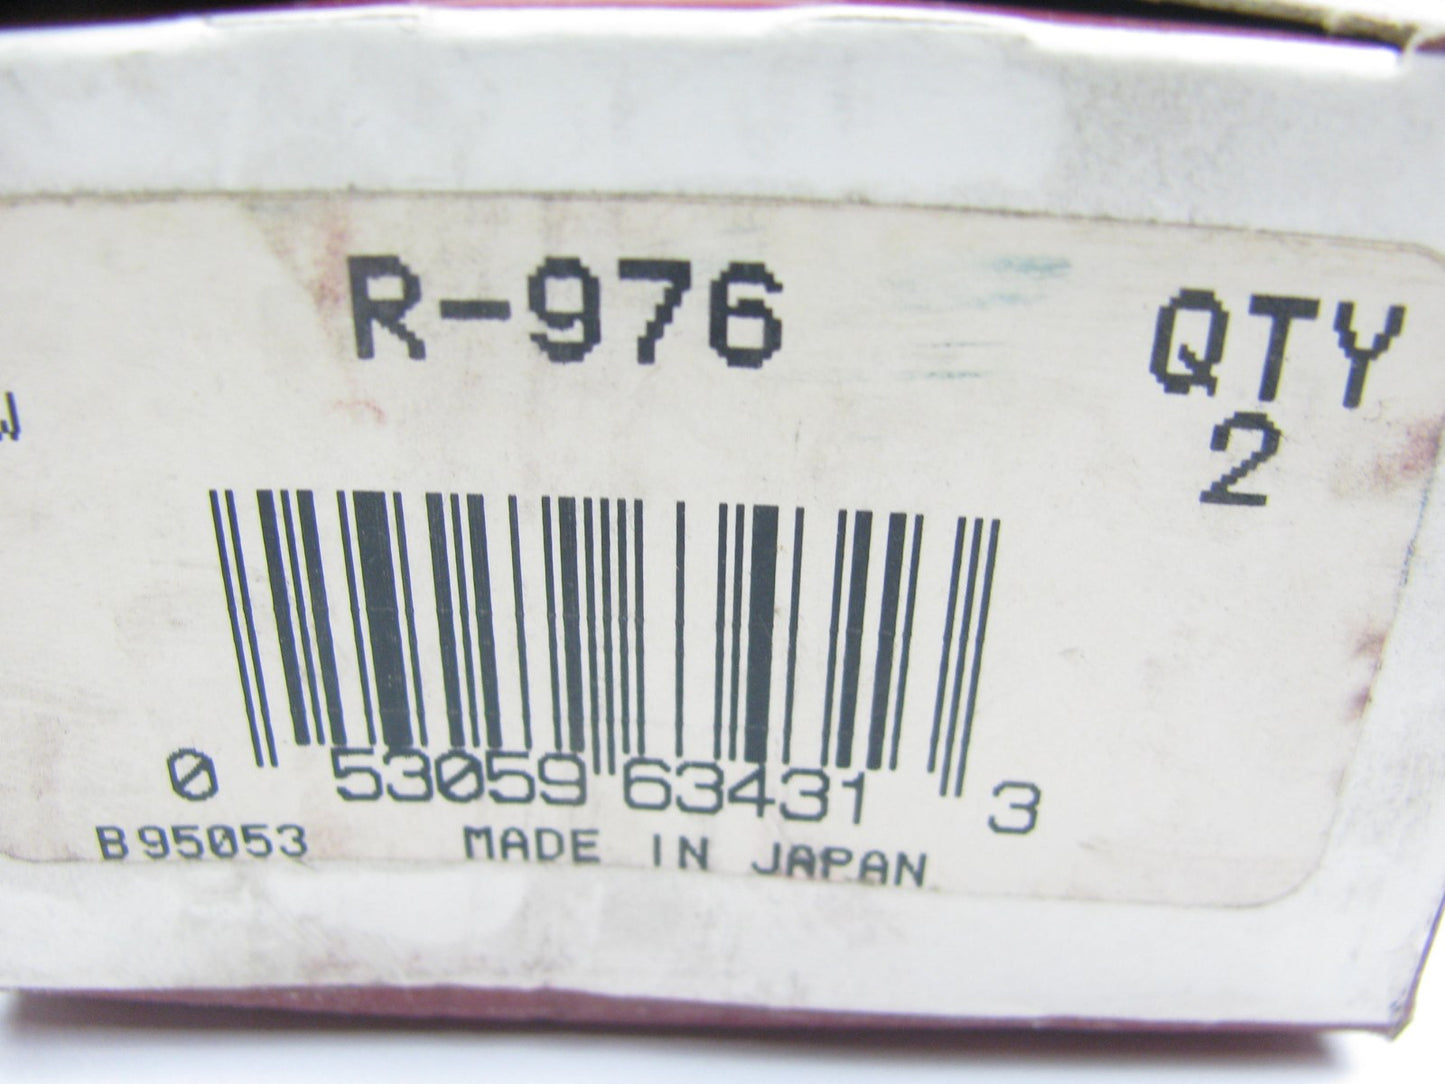 R-976
QTY
2
W
0 53059 63431 3
B95053 MADE IN JAPAN